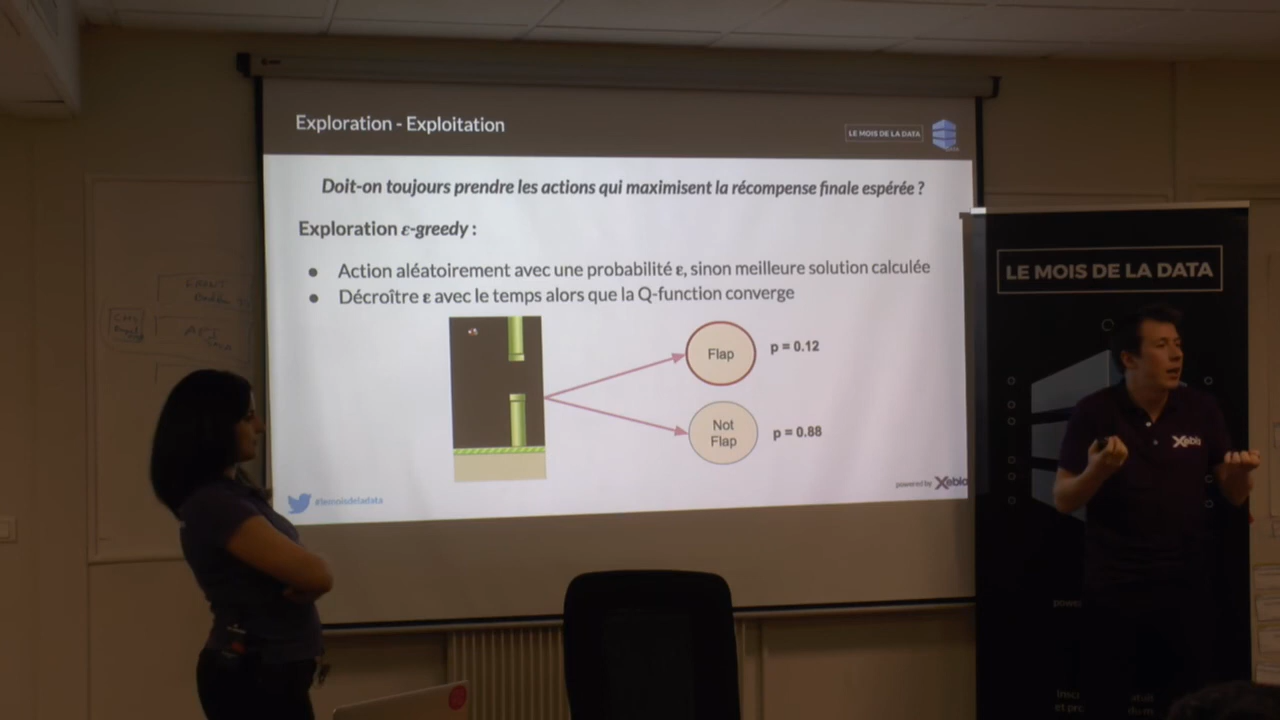 Exploration - Exploitation
LE MOIS DE LA DATA
Doit-on toujours prendre les actions qui maximisent la récompense finale espérée ?
Exploration ε-greedy :
● Action aléatoirement avec une probabilité ε, sinon meilleure solution calculée
● Décroître ε avec le temps alors que la Q-function converge
Flap
p = 0.12
Not
Flap
p = 0.88
#lemoisdeladata
powered by Xebia
LE MOIS DE LA DATA
Xebia